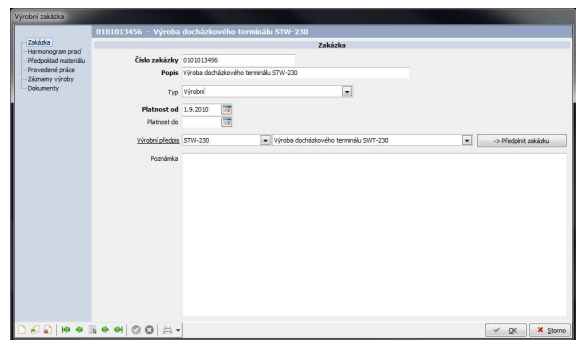 Výrobní zakázka
0101013456 - Výroba docházkového terminálu STW-230
Zakázka
Harmonogram prací
Předpoklad materiálu
Provedené práce
Záznamy výroby
Dokumenty
Zakázka
Číslo zakázky 0101013456
Popis Výroba docházkového terminálu STW-230
Typ Výrobní
Platnost od 1.9.2010
Platnost do
Výrobní předpis STW-230 Výroba docházkového terminálu SWT-230 -> Předplnit zakázku
Poznámka
OK Storno